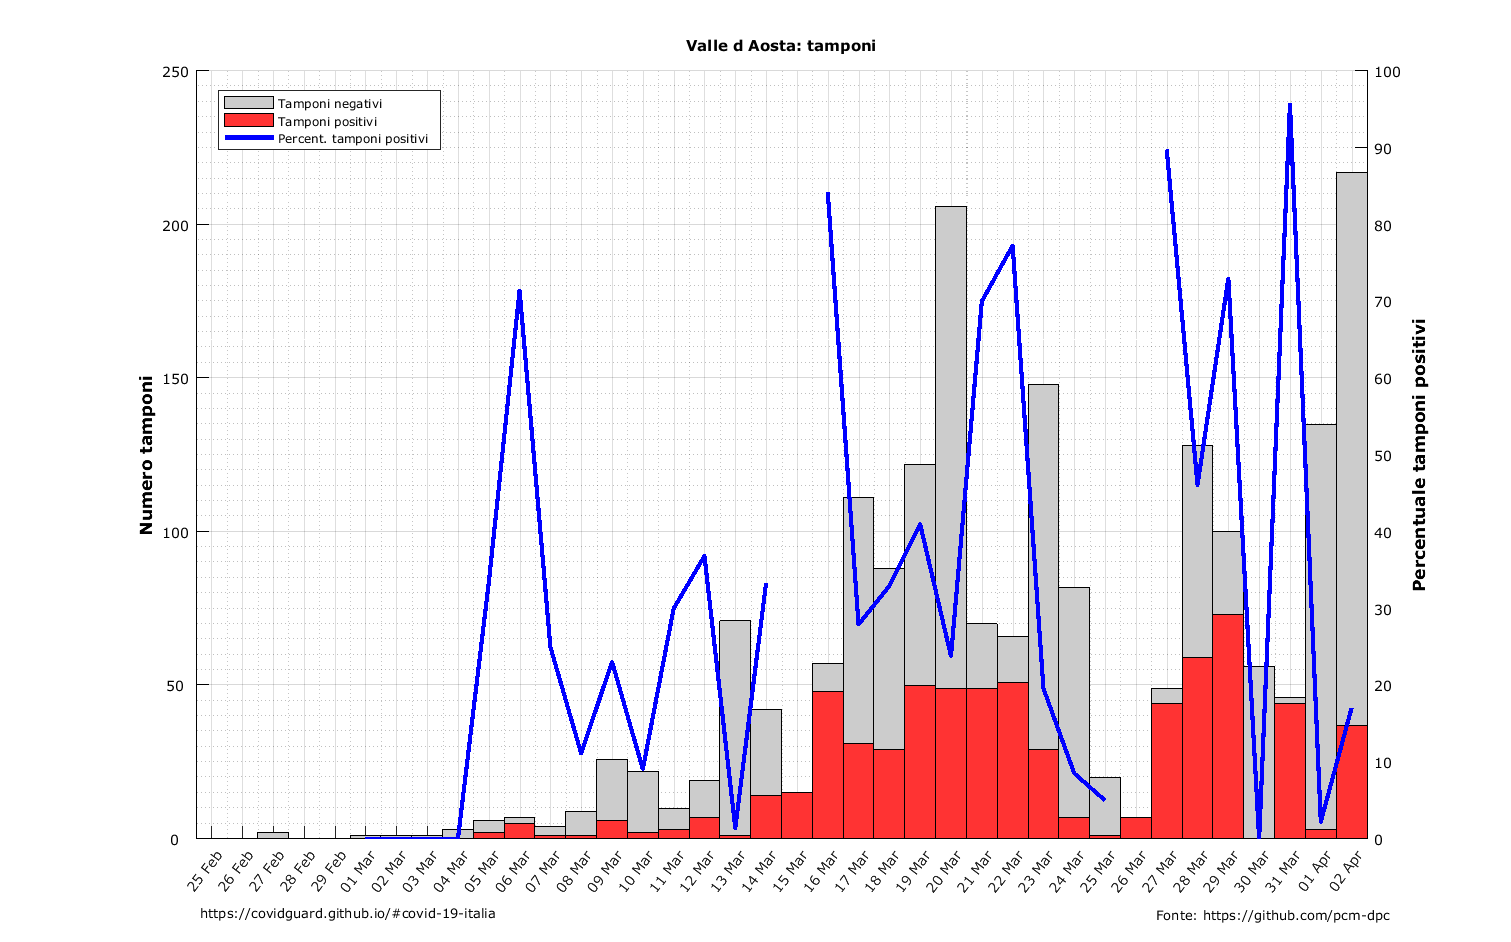 Valle d Aosta: tamponi
Tamponi negativi
Tamponi positivi
Percent. tamponi positivi
Numero tamponi
250
200
150
100
50
0
Percentuale tamponi positivi
100
90
80
70
60
50
40
30
20
10
0
25 Feb
26 Feb
27 Feb
28 Feb
29 Feb
01 Mar
02 Mar
03 Mar
04 Mar
05 Mar
06 Mar
07 Mar
08 Mar
09 Mar
10 Mar
11 Mar
12 Mar
13 Mar
14 Mar
15 Mar
16 Mar
17 Mar
18 Mar
19 Mar
20 Mar
21 Mar
22 Mar
23 Mar
24 Mar
25 Mar
26 Mar
27 Mar
28 Mar
29 Mar
30 Mar
31 Mar
01 Apr
02 Apr
https://covidguard.github.io/#covid-19-italia
Fonte: https://github.com/pcm-dpc